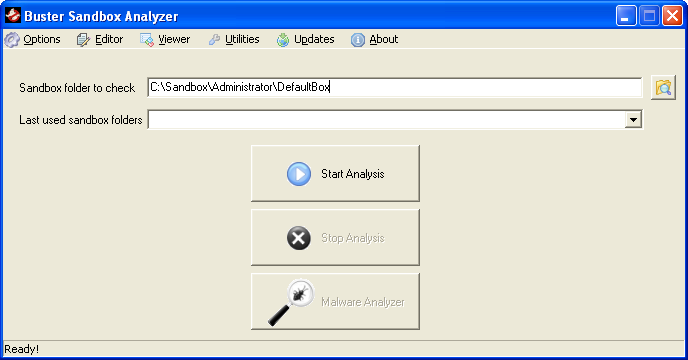 Buster Sandbox Analyzer
Options Editor Viewer Utilities Updates About
Sandbox folder to check C:\Sandbox\Administrator\DefaultBox
Last used sandbox folders
Start Analysis
Stop Analysis
Malware Analyzer
Ready!